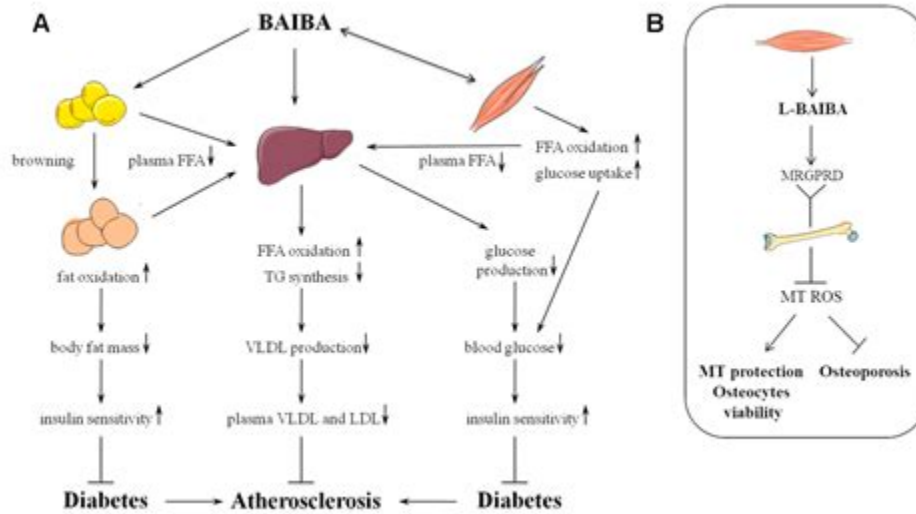 A
BAIBA
B
browning
plasma FFA
plasma FFA
FFA oxidation
glucose uptake
fat oxidation
FFA oxidation
TG synthesis
glucose
production
body fat mass
VLDL production
blood glucose
insulin sensitivity
plasma VLDL and LDL
insulin sensitivity
Diabetes
Atherosclerosis
Diabetes
L-BAIBA
MRGPRD
MT ROS
MT protection
Osteocytes
viability
Osteoporosis